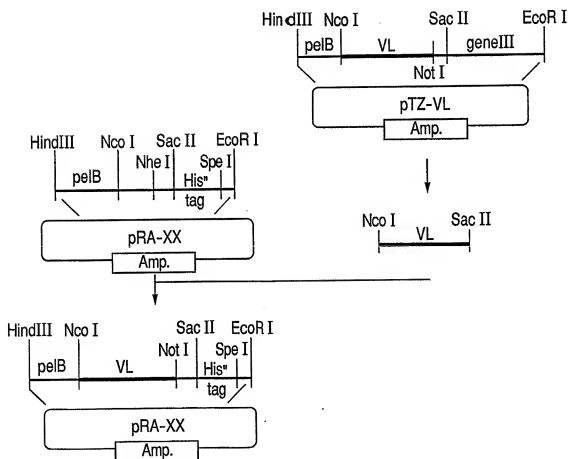 HindIII Nco I Sac II EcoR I
pelB VL geneIII
Not I
pTZ-VL
Amp.
HindIII Nco I Sac II EcoR I
Nhe I Spe I
pelB His"
tag
pRA-XX
Amp.
Nco I VL Sac II
HindIII Nco I Sac II EcoR I
Not I Spe I
pelB VL His"
tag
pRA-XX
Amp.